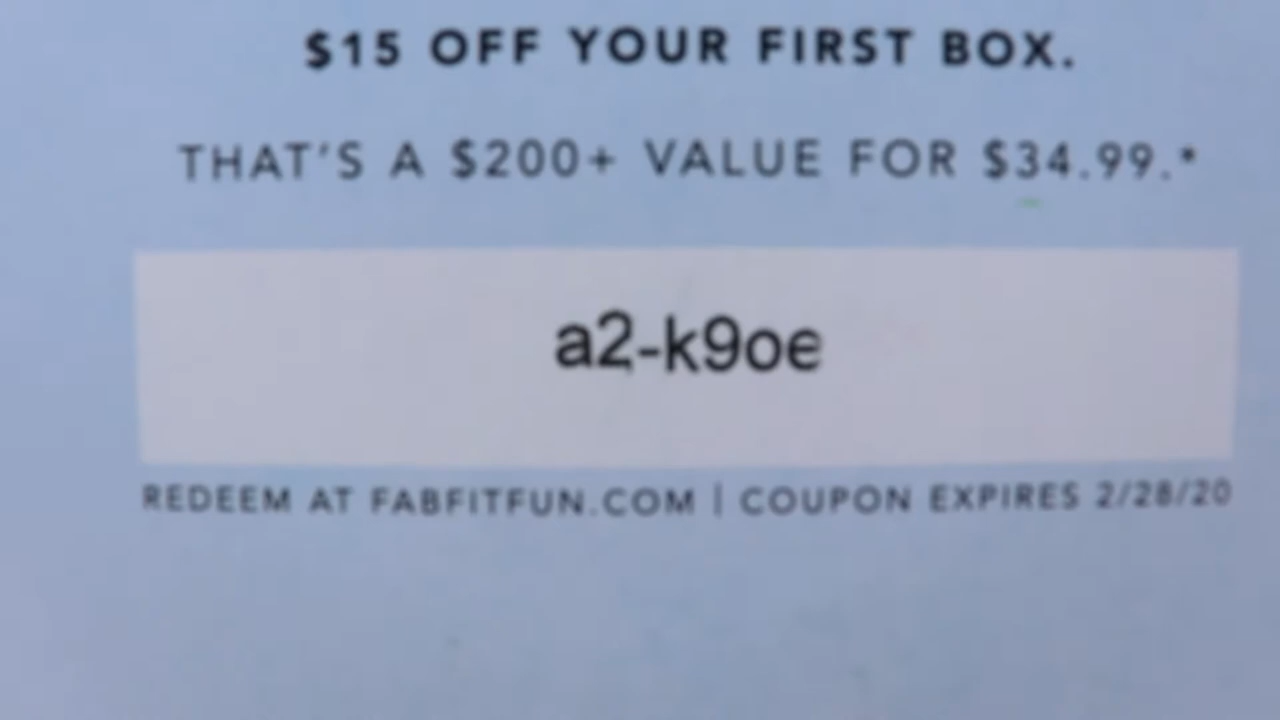 $15 OFF YOUR FIRST BOX.
THAT'S A $200+ VALUE FOR $34.99.*
a2-k9oe
REDEEM AT FABFITFUN.COM | COUPON EXPIRES 2/28/20